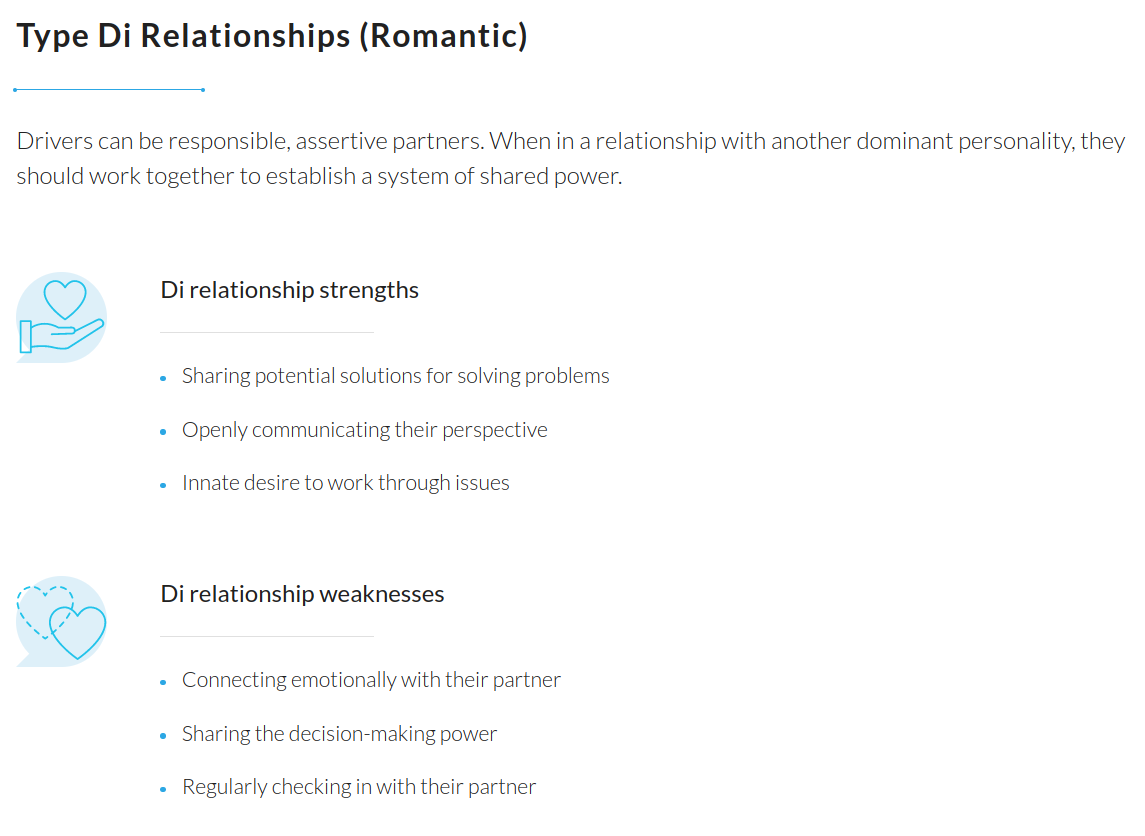 Type Di Relationships (Romantic)
Drivers can be responsible, assertive partners. When in a relationship with another dominant personality, they
should work together to establish a system of shared power.
Di relationship strengths
Sharing potential solutions for solving problems
Openly communicating their perspective
Innate desire to work through issues
Di relationship weaknesses
Connecting emotionally with their partner
Sharing the decision-making power
Regularly checking in with their partner